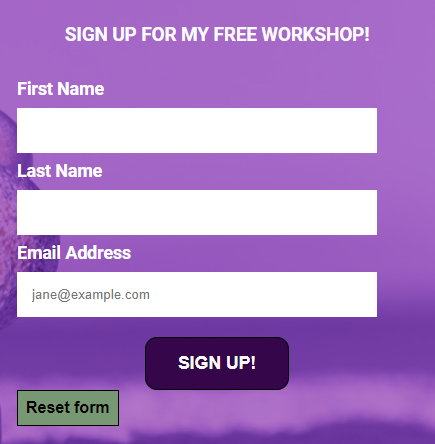 SIGN UP FOR MY FREE WORKSHOP!
First Name
Last Name
Email Address
jane@example.com
SIGN UP!
Reset form